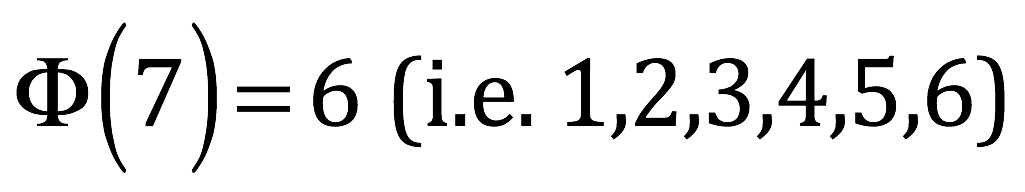 Φ(7) = 6 (i.e. 1,2,3,4,5,6)